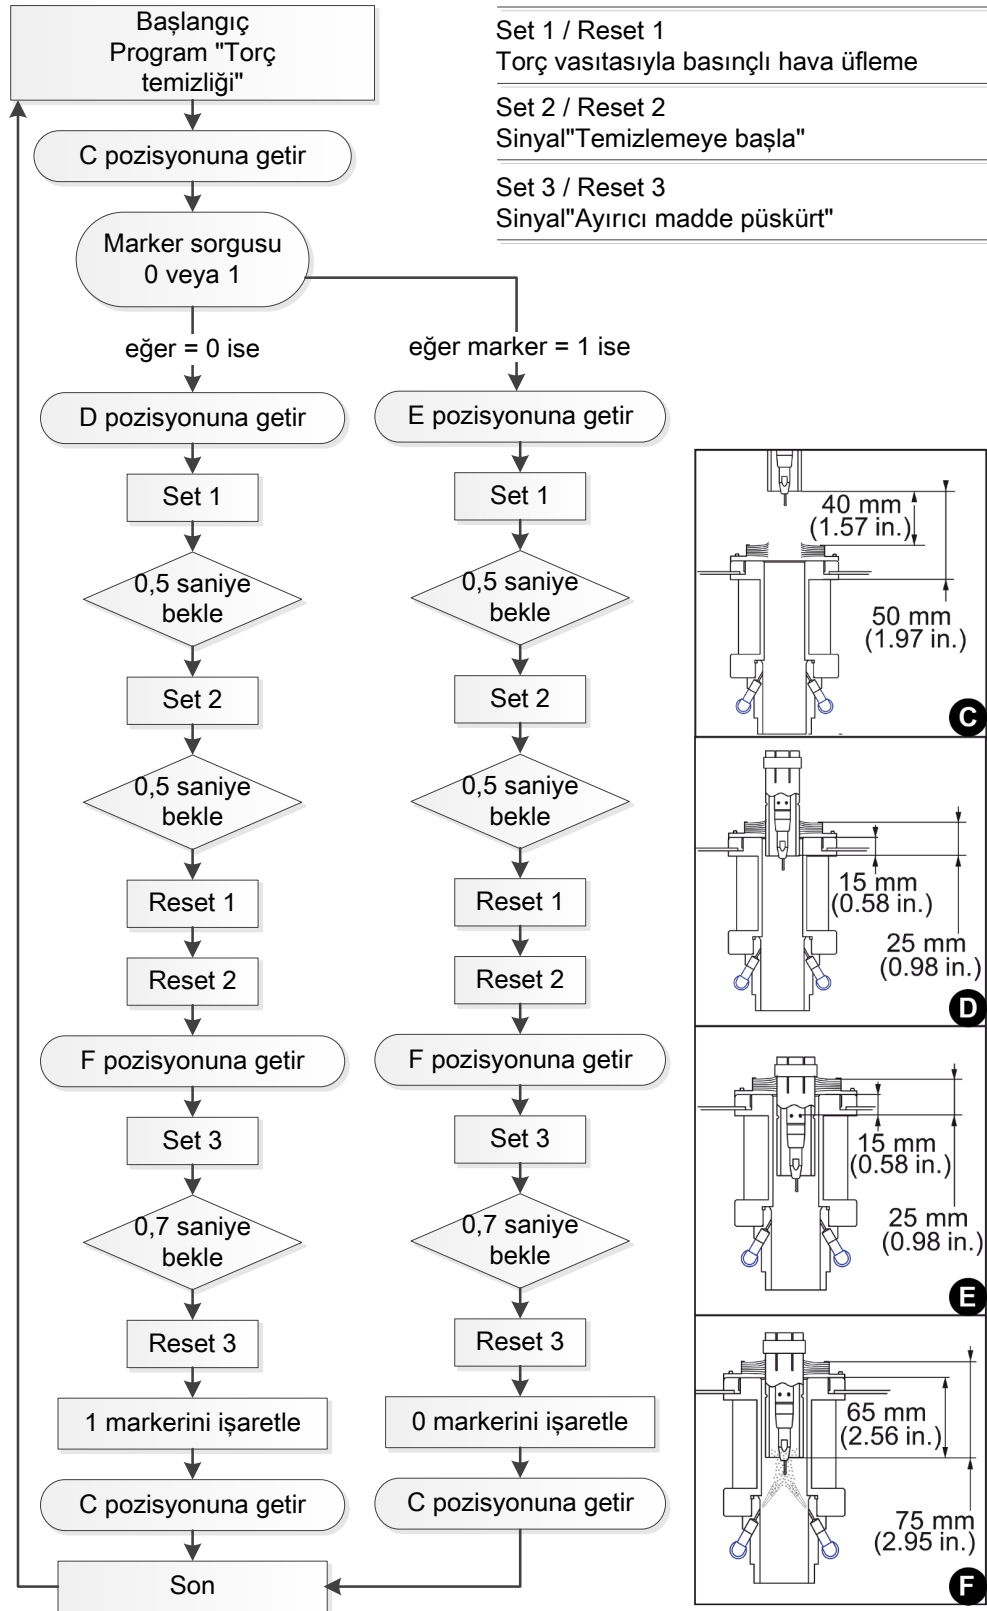 Başlangıç
Program "Torç
temizliği"
C pozisyonuna getir
Marker sorgusu
0 veya 1
eğer = 0 ise
D pozisyonuna getir
Set 1
0,5 saniye
bekle
Set 2
0,5 saniye
bekle
Reset 1
Reset 2
F pozisyonuna getir
Set 3
0,7 saniye
bekle
Reset 3
1 markerini işaretle
C pozisyonuna getir
Son
eğer marker = 1 ise
E pozisyonuna getir
Set 1
0,5 saniye
bekle
Set 2
0,5 saniye
bekle
Reset 1
Reset 2
F pozisyonuna getir
Set 3
0,7 saniye
bekle
Reset 3
0 markerini işaretle
C pozisyonuna getir
Set 1 / Reset 1
Torç vasıtasıyla basınçlı hava üfleme
Set 2 / Reset 2
Sinyal"Temizlemeye başla"
Set 3 / Reset 3
Sinyal"Ayırıcı madde püskürt"
40 mm
(1.57 in.)
50 mm
(1.97 in.)
C
15 mm
(0.58 in.)
25 mm
(0.98 in.)
D
15 mm
(0.58 in.)
25 mm
(0.98 in.)
E
65 mm
(2.56 in.)
75 mm
(2.95 in.)
F